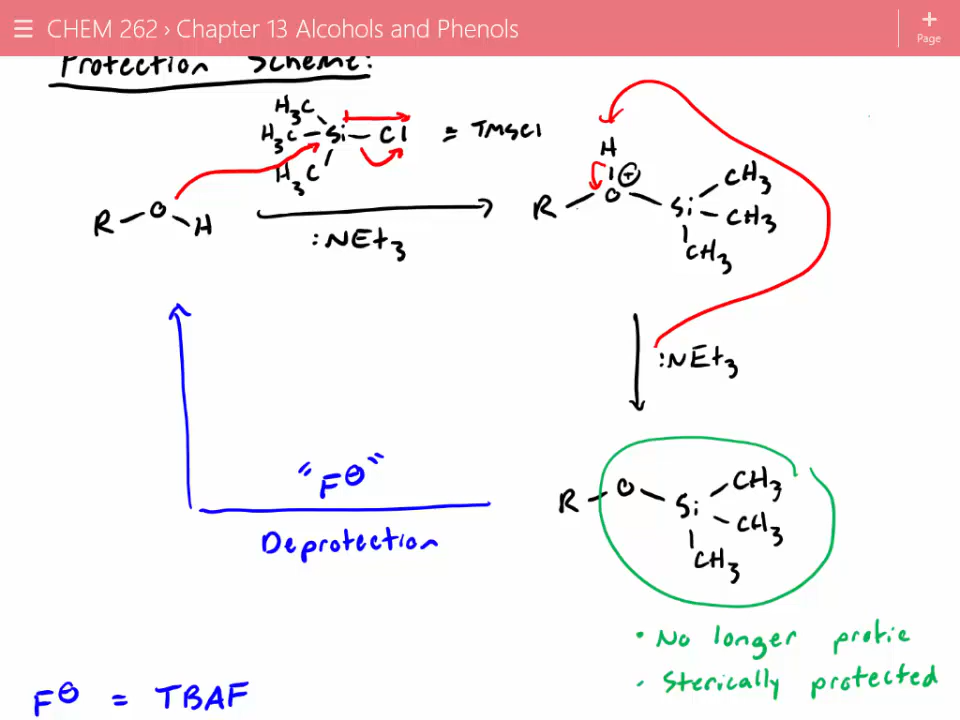 ☰ CHEM 262 › Chapter 13 Alcohols and Phenols
+ Page
Protection Scheme:
H3C
H3C Si Cl = TMSCl
H3C
R O H
:NEt3
H
R O ⊕ Si CH3
CH3
CH3
:NEt3
"F⊖"
Deprotection
R O Si CH3
CH3
CH3
• No longer protic
• Sterically protected
F⊖ = TBAF